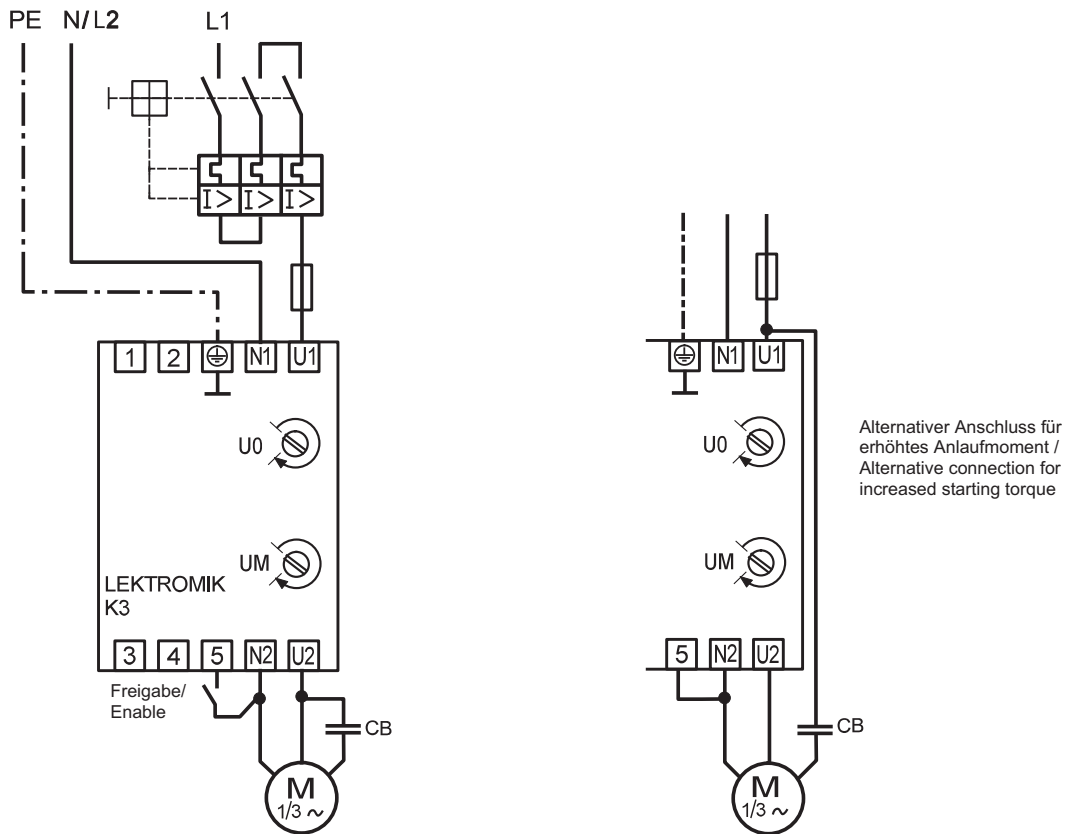 PE N/L2 L1
I> I> I>
1 2 N1 U1
U0
UM
LEKTROMIK
K3
3 4 5 N2 U2
Freigabe/
Enable
CB
M
1/3 ~
N1 U1
U0
UM
5 N2 U2
CB
M
1/3 ~
Alternativer Anschluss für
erhöhtes Anlaufmoment /
Alternative connection for
increased starting torque